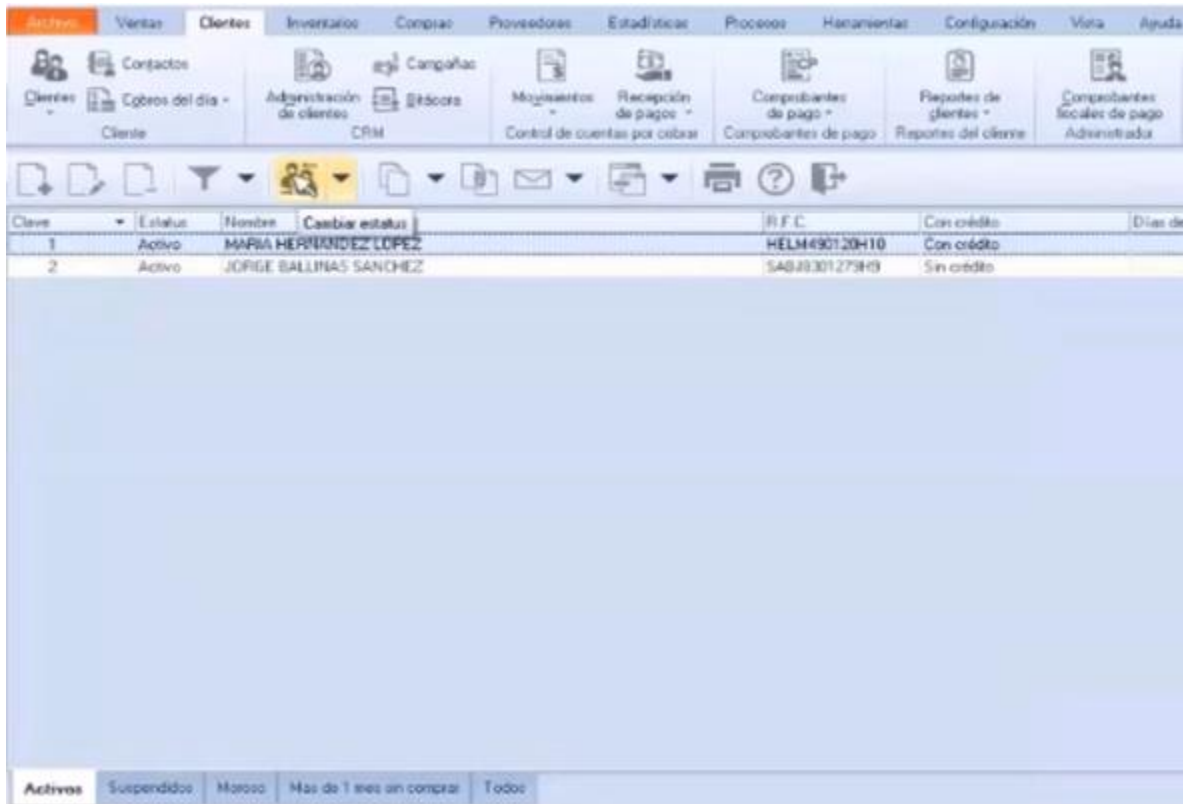 Archivo Ventas Clientes Inventarios Compras Proveedores Estadísticas Procesos Herramientas Configuración Vista Ayuda
Clientes Contactos Administración de clientes Campañas Movimientos Recepción de pagos Comprobantes de pago Reportes de clientes Comprobantes fiscales de pago
Cobros del día Bitácora
Cliente CRM Control de cuentas por cobrar Comprobantes de pago Reportes del cliente Administrador
Clave Estatus Nombre Cambiar estatus R.F.C Con crédito Días de
1 Activo MARIA HERNANDEZ LOPEZ HELM490120H10 Con crédito
2 Activo JORGE BALLINAS SANCHEZ Sin crédito
Activos Suspendidos Moroso Mas de 1 mes sin comprar Todos